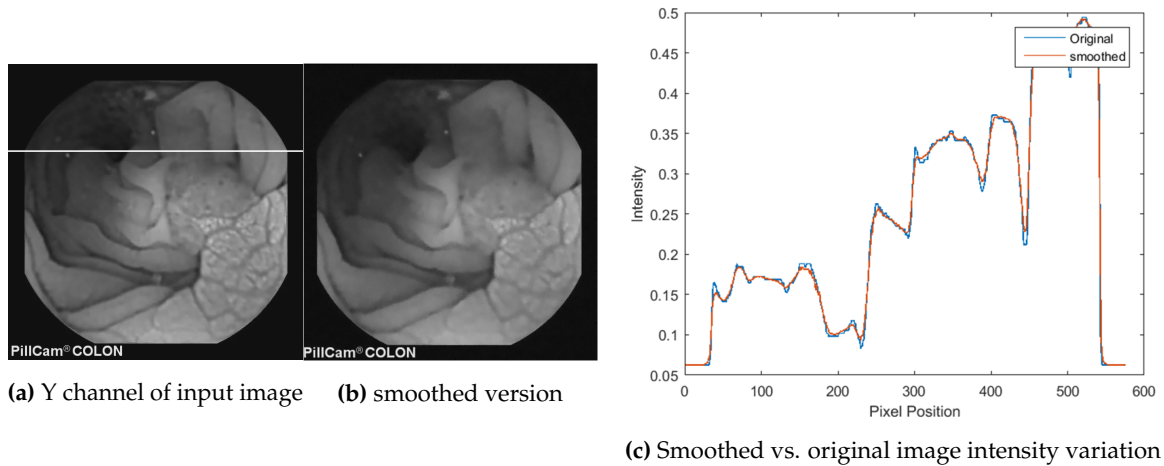 PillCam® COLON
PillCam® COLON
(a) Y channel of input image
(b) smoothed version
0.5
0.45
0.4
0.35
0.3
0.25
0.2
0.15
0.1
0.05
Intensity
Original
smoothed
0 100 200 300 400 500 600
Pixel Position
(c) Smoothed vs. original image intensity variation